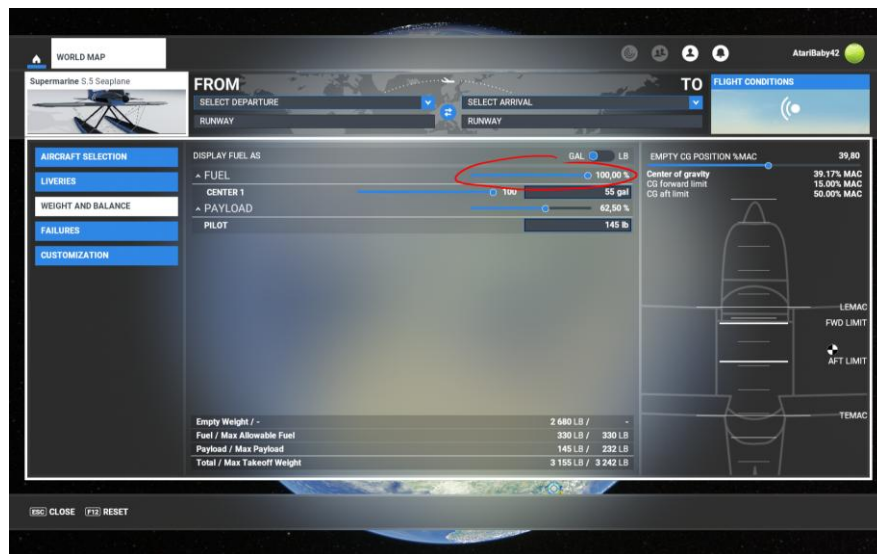 WORLD MAP
AtariBaby42
Supermarine S.5 Seaplane
FROM
TO
FLIGHT CONDITIONS
SELECT DEPARTURE
SELECT ARRIVAL
RUNWAY
RUNWAY
AIRCRAFT SELECTION
LIVERIES
WEIGHT AND BALANCE
FAILURES
CUSTOMIZATION
DISPLAY FUEL AS
GAL LB
FUEL 100,00 %
CENTER 1 100 55 gal
PAYLOAD 62,50 %
PILOT 145 lb
Empty Weight / - 2 680 LB / -
Fuel / Max Allowable Fuel 330 LB / 330 LB
Payload / Max Payload 145 LB / 232 LB
Total / Max Takeoff Weight 3 155 LB / 3 242 LB
EMPTY CG POSITION %MAC 39,80
Center of gravity 39.17% MAC
CG forward limit 15.00% MAC
CG aft limit 50.00% MAC
LEMAC
FWD LIMIT
AFT LIMIT
TEMAC
ESC CLOSE F12 RESET